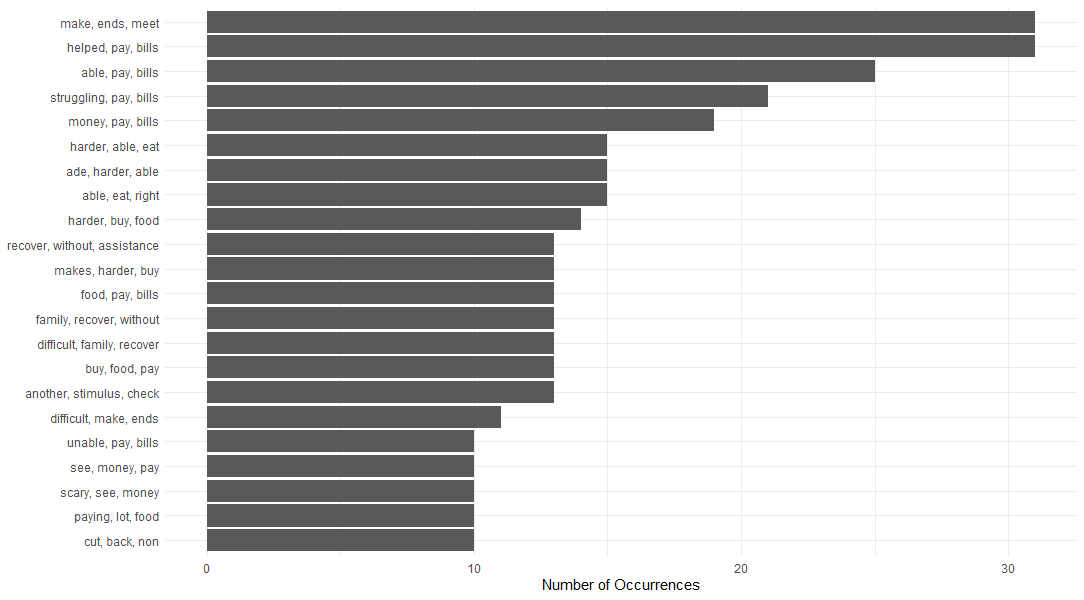 make, ends, meet
helped, pay, bills
able, pay, bills
struggling, pay, bills
money, pay, bills
harder, able, eat
ade, harder, able
able, eat, right
harder, buy, food
recover, without, assistance
makes, harder, buy
food, pay, bills
family, recover, without
difficult, family, recover
buy, food, pay
another, stimulus, check
difficult, make, ends
unable, pay, bills
see, money, pay
scary, see, money
paying, lot, food
cut, back, non
0 10 20 30
Number of Occurrences